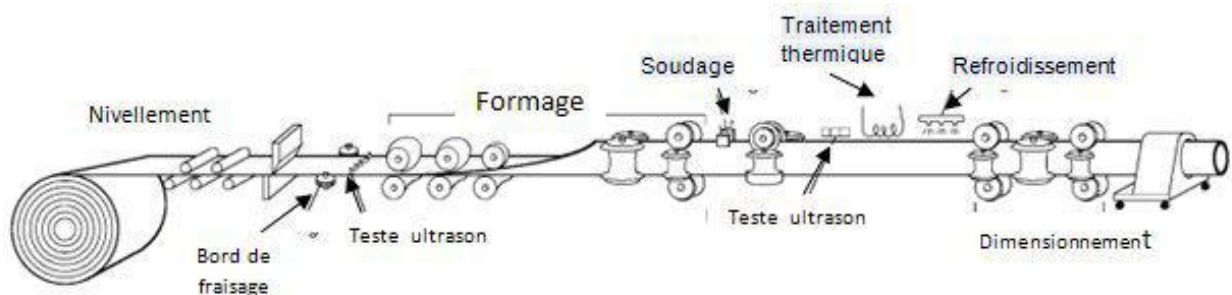 Nivellement
Bord de
fraisage
Teste ultrason
Formage
Soudage
Teste ultrason
Traitement
thermique
Refroidissement
Dimensionnement